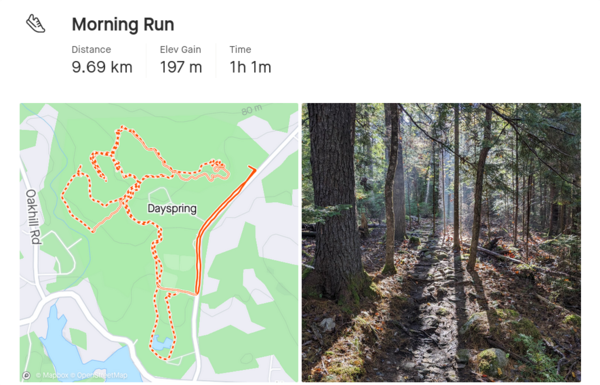 Morning Run
Distance
Elev Gain
Time
9.69 km
197 m
1h 1m
80 m
Dayspring
Oakhill Rd
© Mapbox © OpenStreetMap